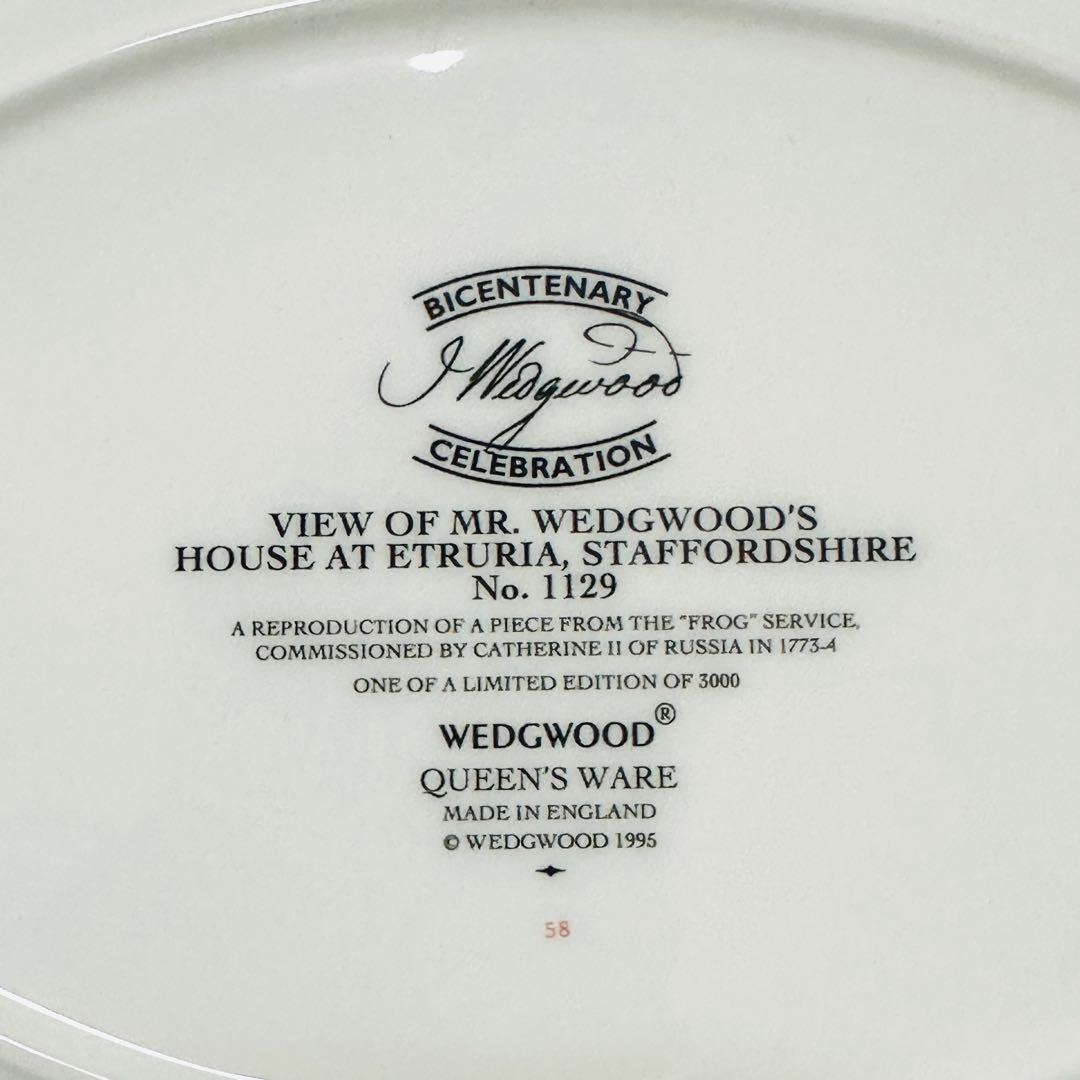 BICENTENARY
J Wedgwood
CELEBRATION
VIEW OF MR. WEDGWOOD'S
HOUSE AT ETRURIA, STAFFORDSHIRE
No. 1129
A REPRODUCTION OF A PIECE FROM THE "FROG" SERVICE,
COMMISSIONED BY CATHERINE II OF RUSSIA IN 1773-4
ONE OF A LIMITED EDITION OF 3000
WEDGWOOD®
QUEEN'S WARE
MADE IN ENGLAND
© WEDGWOOD 1995
58